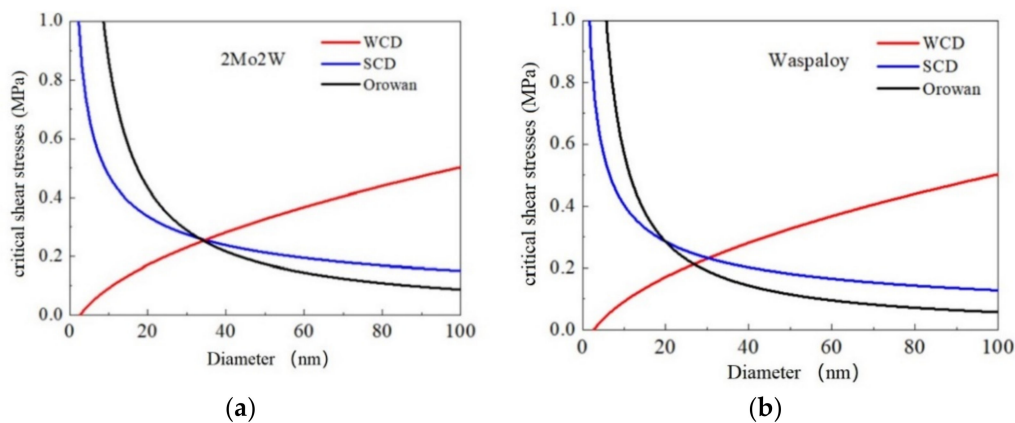 2Mo2W
WCD
SCD
Orowan
critical shear stresses (MPa)
1.0
0.8
0.6
0.4
0.2
0.0
0
20
40
60
80
100
Diameter (nm)
(a)
Waspaloy
WCD
SCD
Orowan
critical shear stresses (MPa)
1.0
0.8
0.6
0.4
0.2
0.0
0
20
40
60
80
100
Diameter (nm)
(b)